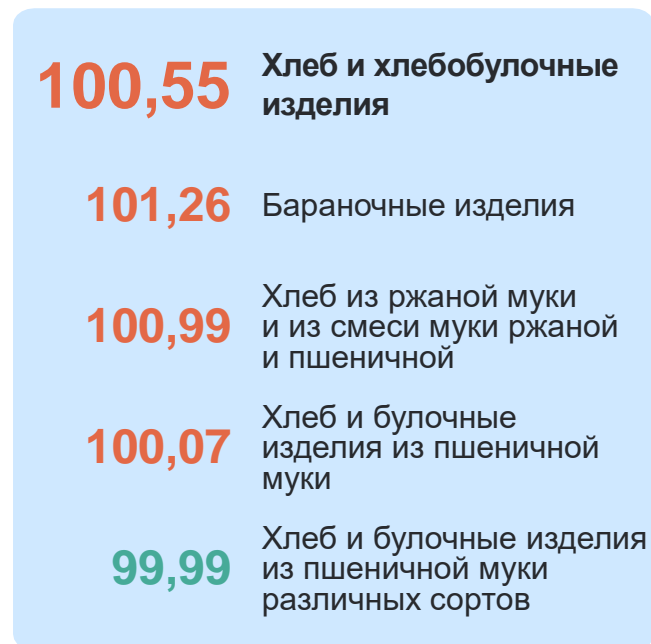 100,55 Хлеб и хлебобулочные
изделия
101,26 Бараночные изделия
Хлеб из ржаной муки
100,99 и из смеси муки ржаной
и пшеничной
Хлеб и булочные
100,07 изделия из пшеничной
муки
Хлеб и булочные изделия
99,99 из пшеничной муки
различных сортов